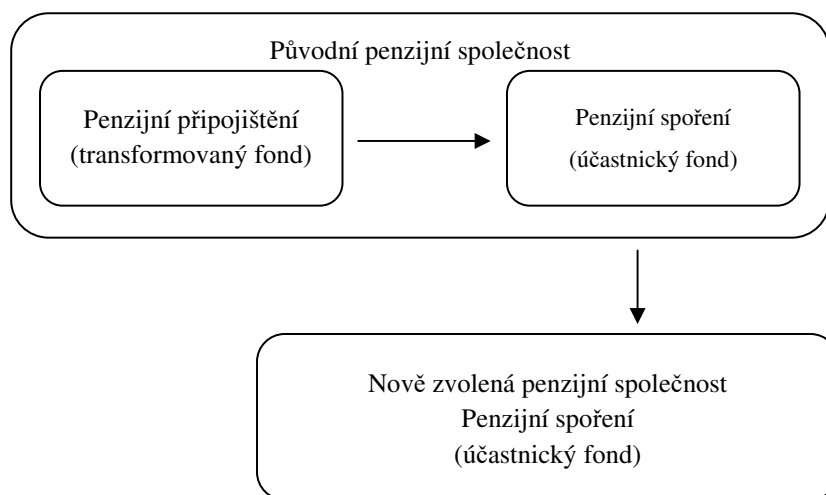 Původní penzijní společnost
Penzijní připojištění
(transformovaný fond)
Penzijní spoření
(účastnický fond)
Nově zvolená penzijní společnost
Penzijní spoření
(účastnický fond)